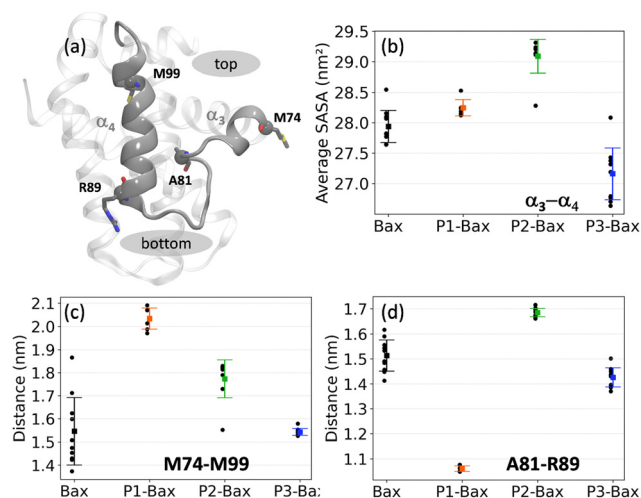 (a)
top
M99
α4
α3
M74
A81
R89
bottom
(b)
Average SASA (nm²)
29.5
29.0
28.5
28.0
27.5
27.0
α3–α4
Bax P1-Bax P2-Bax P3-Bax
(c)
Distance (nm)
2.1
2.0
1.9
1.8
1.7
1.6
1.5
1.4
M74-M99
Bax P1-Bax P2-Bax P3-Bax
(d)
Distance (nm)
1.7
1.6
1.5
1.4
1.3
1.2
1.1
A81-R89
Bax P1-Bax P2-Bax P3-Bax